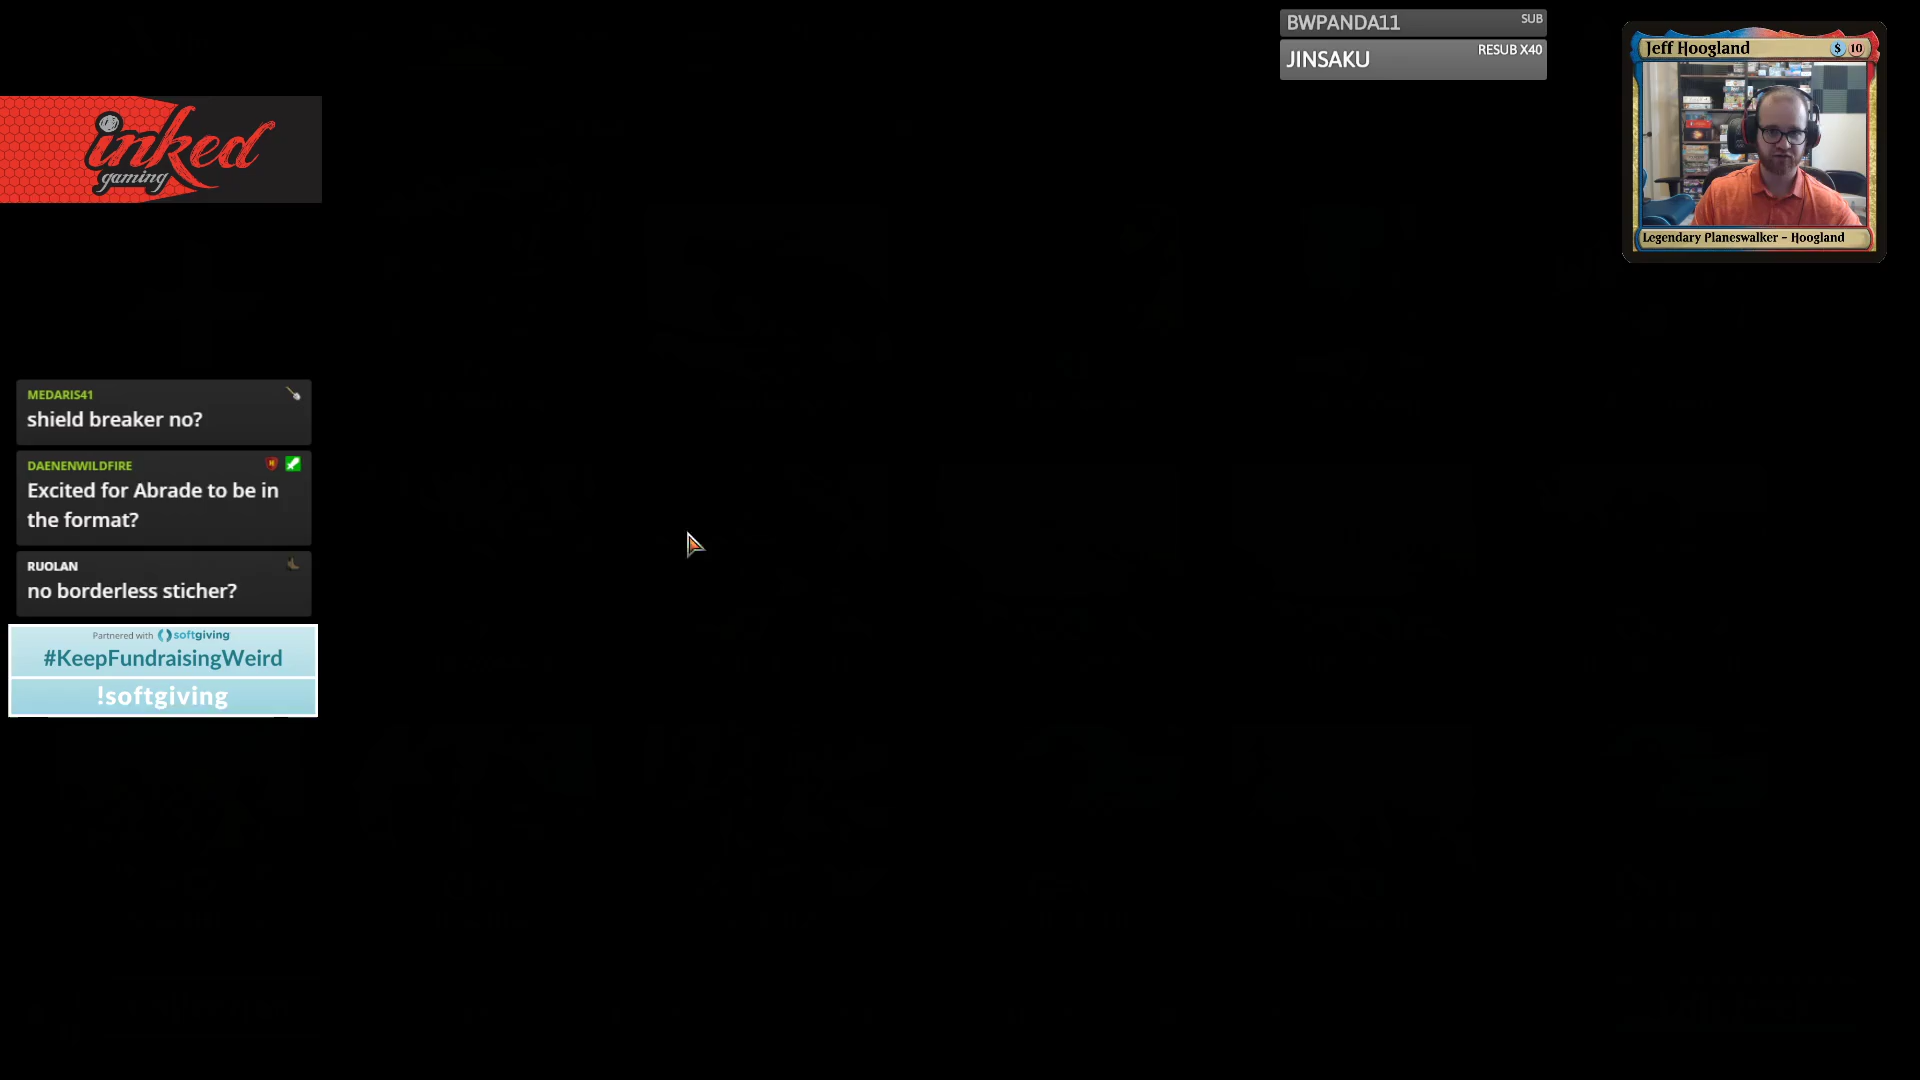 BWPANDA11 SUB
JINSAKU RESUB X40
Jeff Hoogland $ 10
Legendary Planeswalker – Hoogland
inked
gaming
MEDARIS41
shield breaker no?
DAENENWILDFIRE
Excited for Abrade to be in
the format?
RUOLAN
no borderless sticher?
Partnered with softgiving
#KeepFundraisingWeird
!softgiving